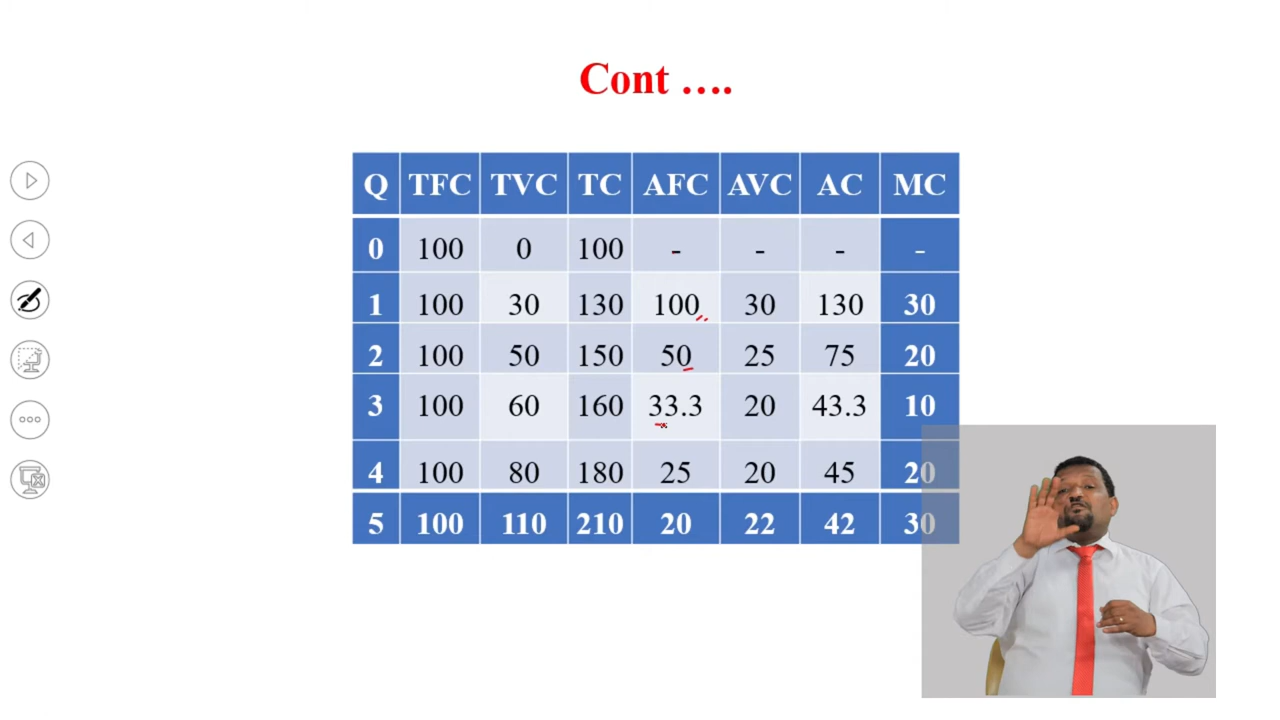 Cont ....
Q TFC TVC TC AFC AVC AC MC
0 100 0 100 - - - -
1 100 30 130 100 30 130 30
2 100 50 150 50 25 75 20
3 100 60 160 33.3 20 43.3 10
4 100 80 180 25 20 45 20
5 100 110 210 20 22 42 30